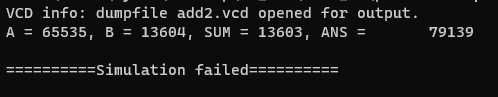 VCD info: dumpfile add2.vcd opened for output.
A = 65535, B = 13604, SUM = 13603, ANS =       79139
==========Simulation failed==========